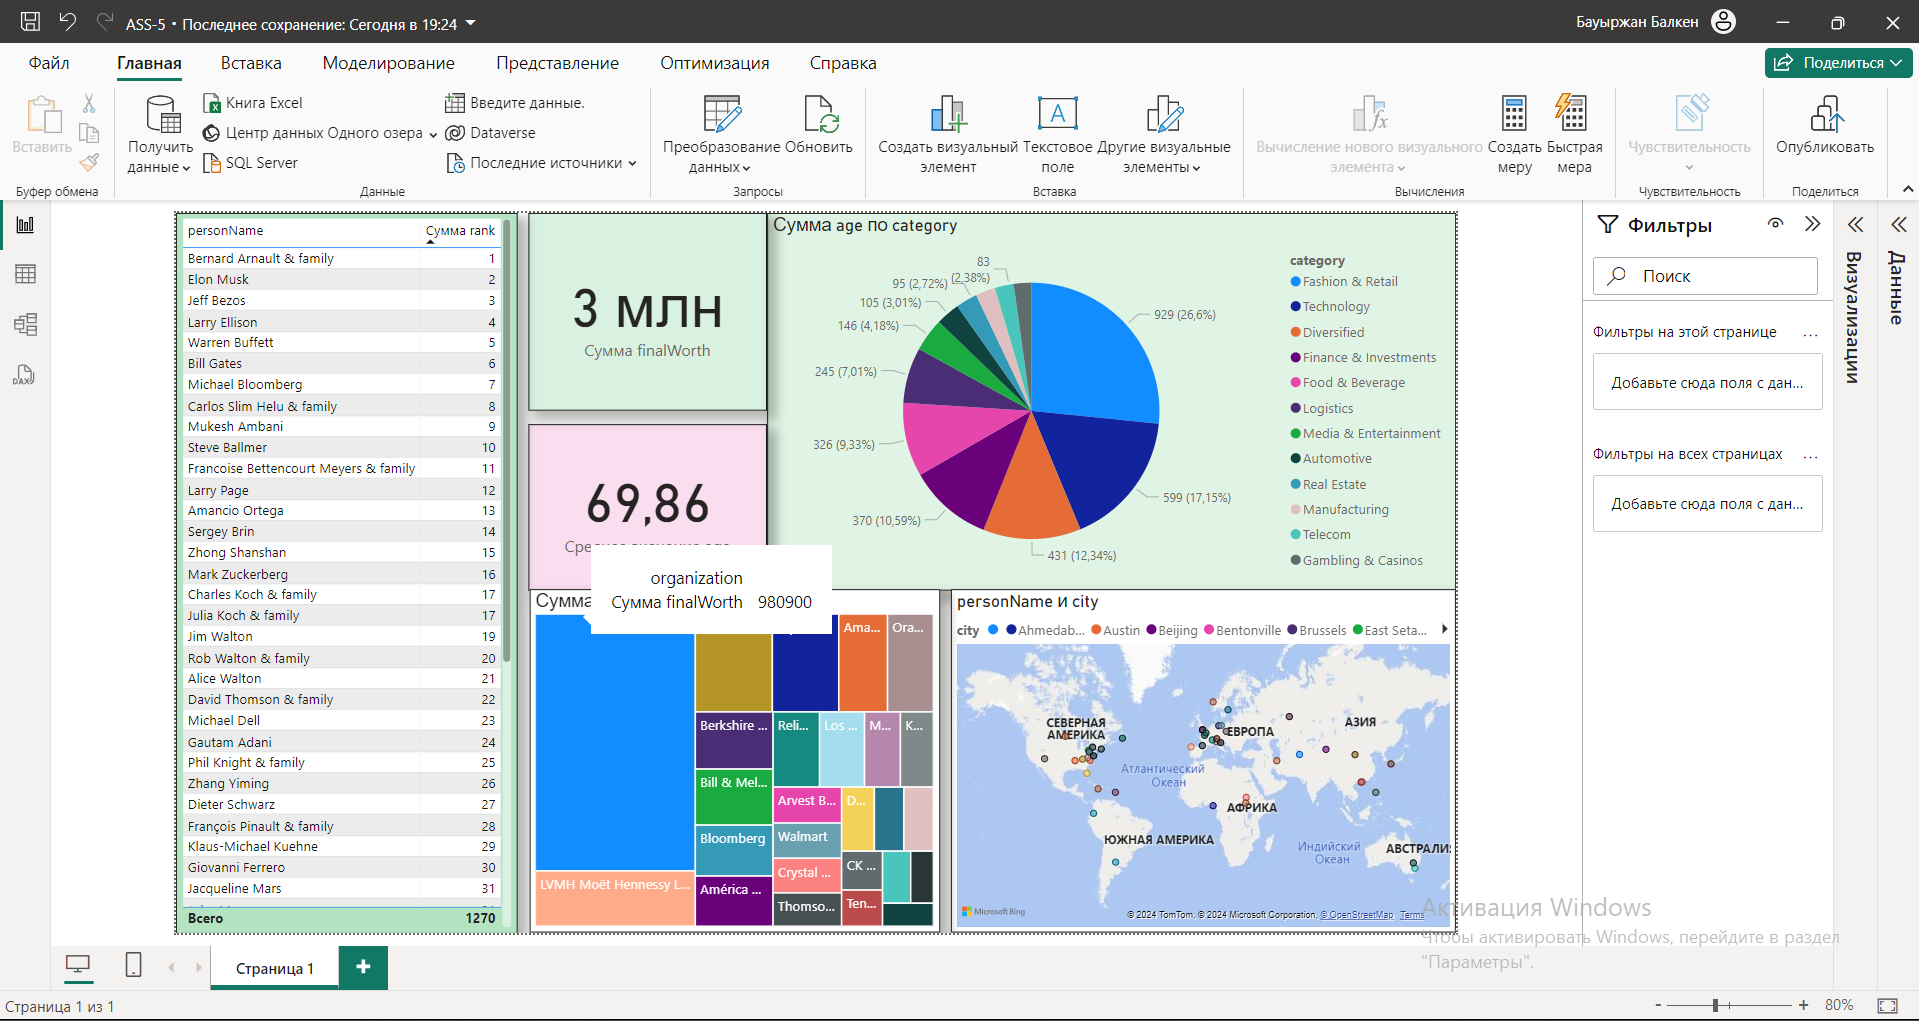 ASS-5 • Последнее сохранение: Сегодня в 19:24
Бауыржан Балкен
Файл
Главная
Вставка
Моделирование
Представление
Оптимизация
Справка
Поделиться
Вставить
Буфер обмена
Получить данные
Книга Excel
Центр данных Одного озера
SQL Server
Введите данные.
Dataverse
Последние источники
Данные
Преобразование данных
Обновить
Запросы
Создать визуальный элемент
Текстовое поле
Другие визуальные элементы
Вставка
Вычисление нового визуального элемента
Создать меру
Быстрая мера
Вычисления
Чувствительность
Чувствительность
Опубликовать
Поделиться
personName Сумма rank
Bernard Arnault & family 1
Elon Musk 2
Jeff Bezos 3
Larry Ellison 4
Warren Buffett 5
Bill Gates 6
Michael Bloomberg 7
Carlos Slim Helu & family 8
Mukesh Ambani 9
Steve Ballmer 10
Francoise Bettencourt Meyers & family 11
Larry Page 12
Amancio Ortega 13
Sergey Brin 14
Zhong Shanshan 15
Mark Zuckerberg 16
Charles Koch & family 17
Julia Koch & family 17
Jim Walton 19
Rob Walton & family 20
Alice Walton 21
David Thomson & family 22
Michael Dell 23
Gautam Adani 24
Phil Knight & family 25
Zhang Yiming 26
Dieter Schwarz 27
François Pinault & family 28
Klaus-Michael Kuehne 29
Giovanni Ferrero 30
Jacqueline Mars 31
Всего 1270
3 млн
Сумма finalWorth
69,86
Сумма age по category
83
(2,38%)
95 (2,72%)
105 (3,01%)
146 (4,18%)
245 (7,01%)
326 (9,33%)
370 (10,59%)
431 (12,34%)
599 (17,15%)
929 (26,6%)
category
Fashion & Retail
Technology
Diversified
Finance & Investments
Food & Beverage
Logistics
Media & Entertainment
Automotive
Real Estate
Manufacturing
Telecom
Gambling & Casinos
organization
Сумма finalWorth 980900
Сумма
LVMH Moët Hennessy L...
Berkshire ...
Bill & Mel...
Bloomberg
América ...
Ama...
Ora...
Reli...
Los ...
M...
K...
Arvest B...
D...
Walmart
Crystal ...
CK ...
Thomso...
Ten...
personName и city
city Ahmedab... Austin Beijing Bentonville Brussels East Seta...
СЕВЕРНАЯ АМЕРИКА
ЕВРОПА
АЗИЯ
Атлантический Океан
АФРИКА
ЮЖНАЯ АМЕРИКА
Индийский Океан
АВСТРАЛИ
Microsoft Bing
© 2024 TomTom, © 2024 Microsoft Corporation, © OpenStreetMap Terms
Фильтры
Поиск
Фильтры на этой странице ...
Добавьте сюда поля с дан...
Фильтры на всех страницах ...
Добавьте сюда поля с дан...
Визуализации
Данные
Активация Windows
Чтобы активировать Windows, перейдите в раздел
"Параметры".
Страница 1
Страница 1 из 1
- + 80%